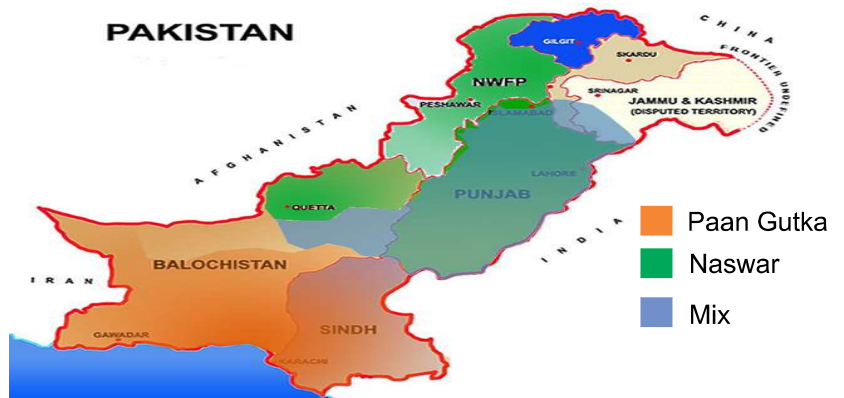 PAKISTAN
CHINA
FRONTIER UNDEFINED
GILGIT
SKARDU
NWFP
SRINAGAR
PESHAWAR
JAMMU & KASHMIR
(DISPUTED TERRITORY)
ISLAMABAD
AFGHANISTAN
LAHORE
PUNJAB
QUETTA
INDIA
Paan Gutka
Naswar
Mix
BALOCHISTAN
IRAN
SINDH
GAWADAR
KARACHI